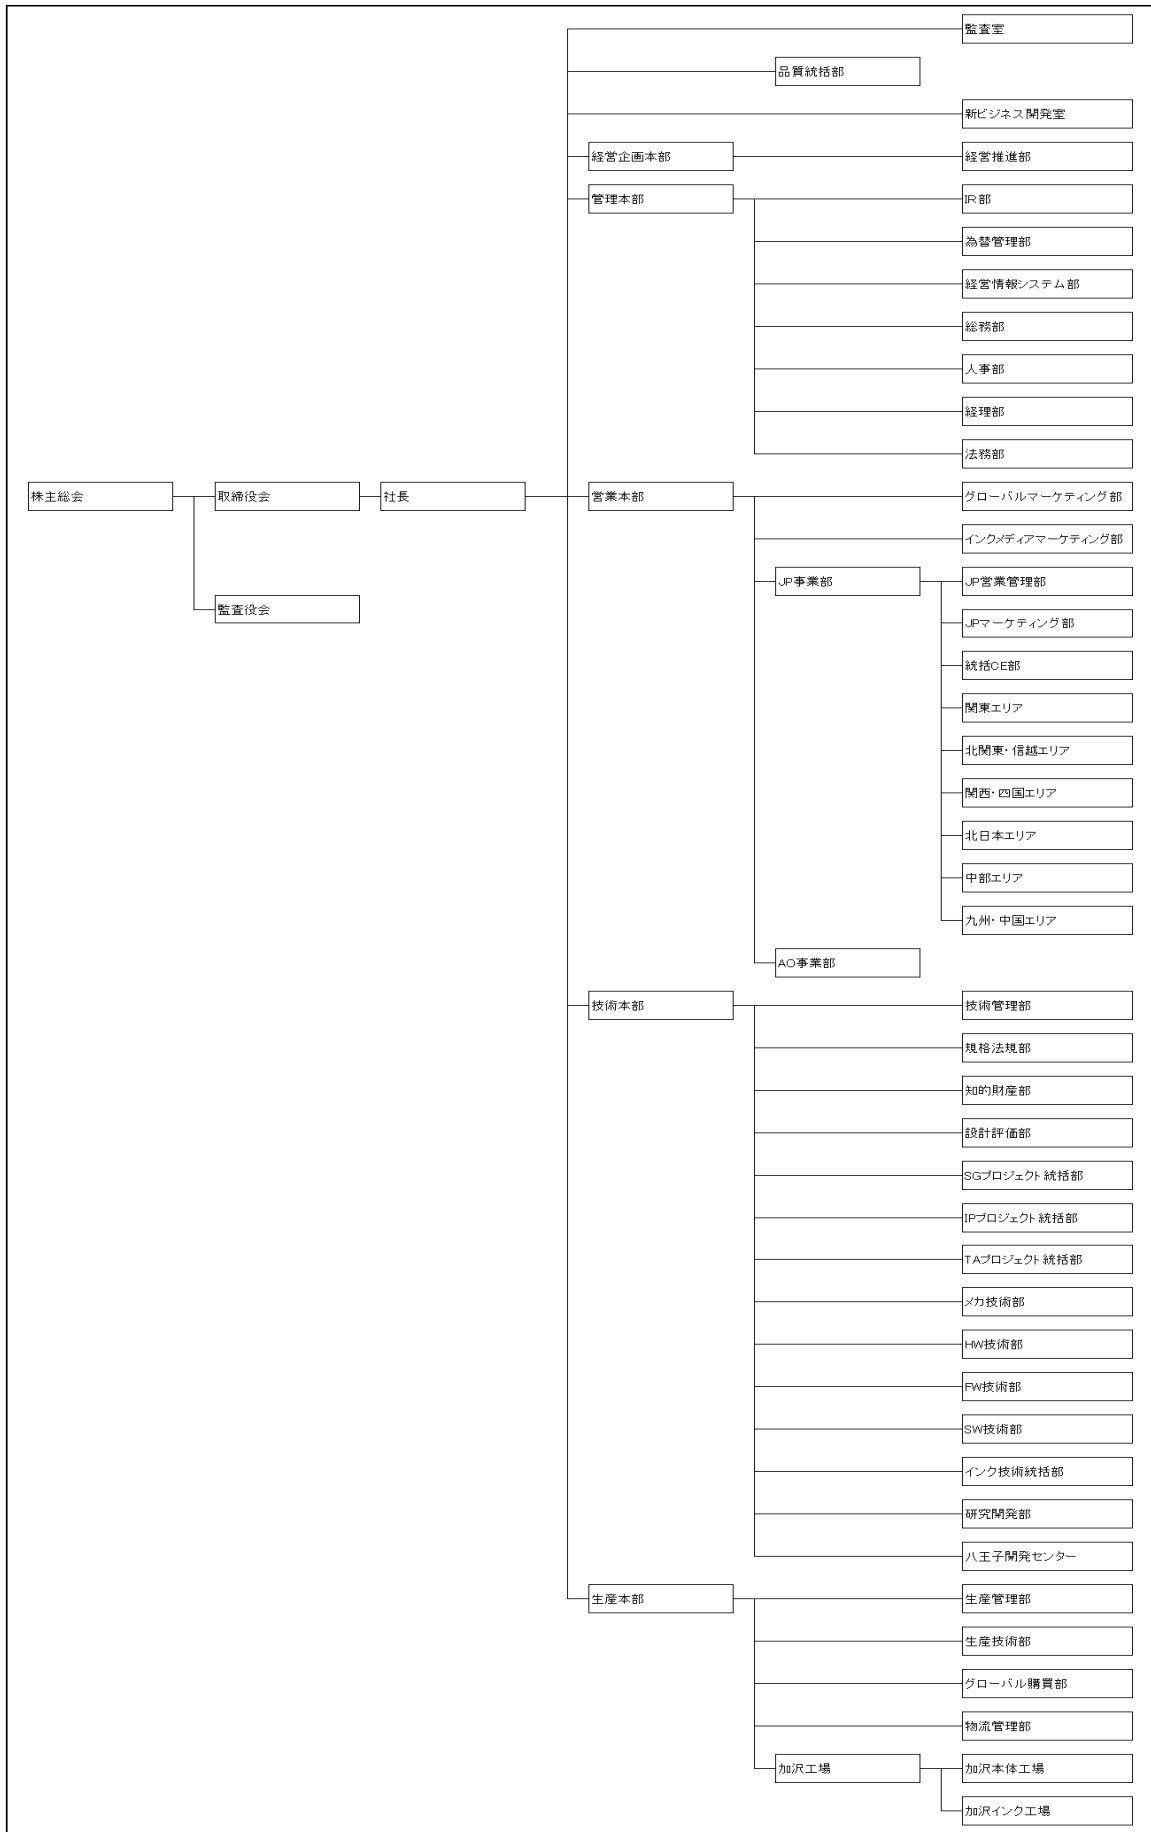 監査室
品質統括部
新ビジネス開発室
経営企画本部
経営推進部
管理本部
IR部
為替管理部
経営情報システム部
総務部
人事部
経理部
法務部
株主総会
取締役会
社長
営業本部
グローバルマーケティング部
インクメディアマーケティング部
JP事業部
JP営業管理部
監査役会
JPマーケティング部
統括CE部
関東エリア
北関東・信越エリア
関西・四国エリア
北日本エリア
中部エリア
九州・中国エリア
AO事業部
技術本部
技術管理部
規格法規部
知的財産部
設計評価部
SGプロジェクト統括部
IPプロジェクト統括部
TAプロジェクト統括部
メカ技術部
HW技術部
FW技術部
SW技術部
インク技術統括部
研究開発部
八王子開発センター
生産本部
生産管理部
生産技術部
グローバル購買部
物流管理部
加沢工場
加沢本体工場
加沢インク工場